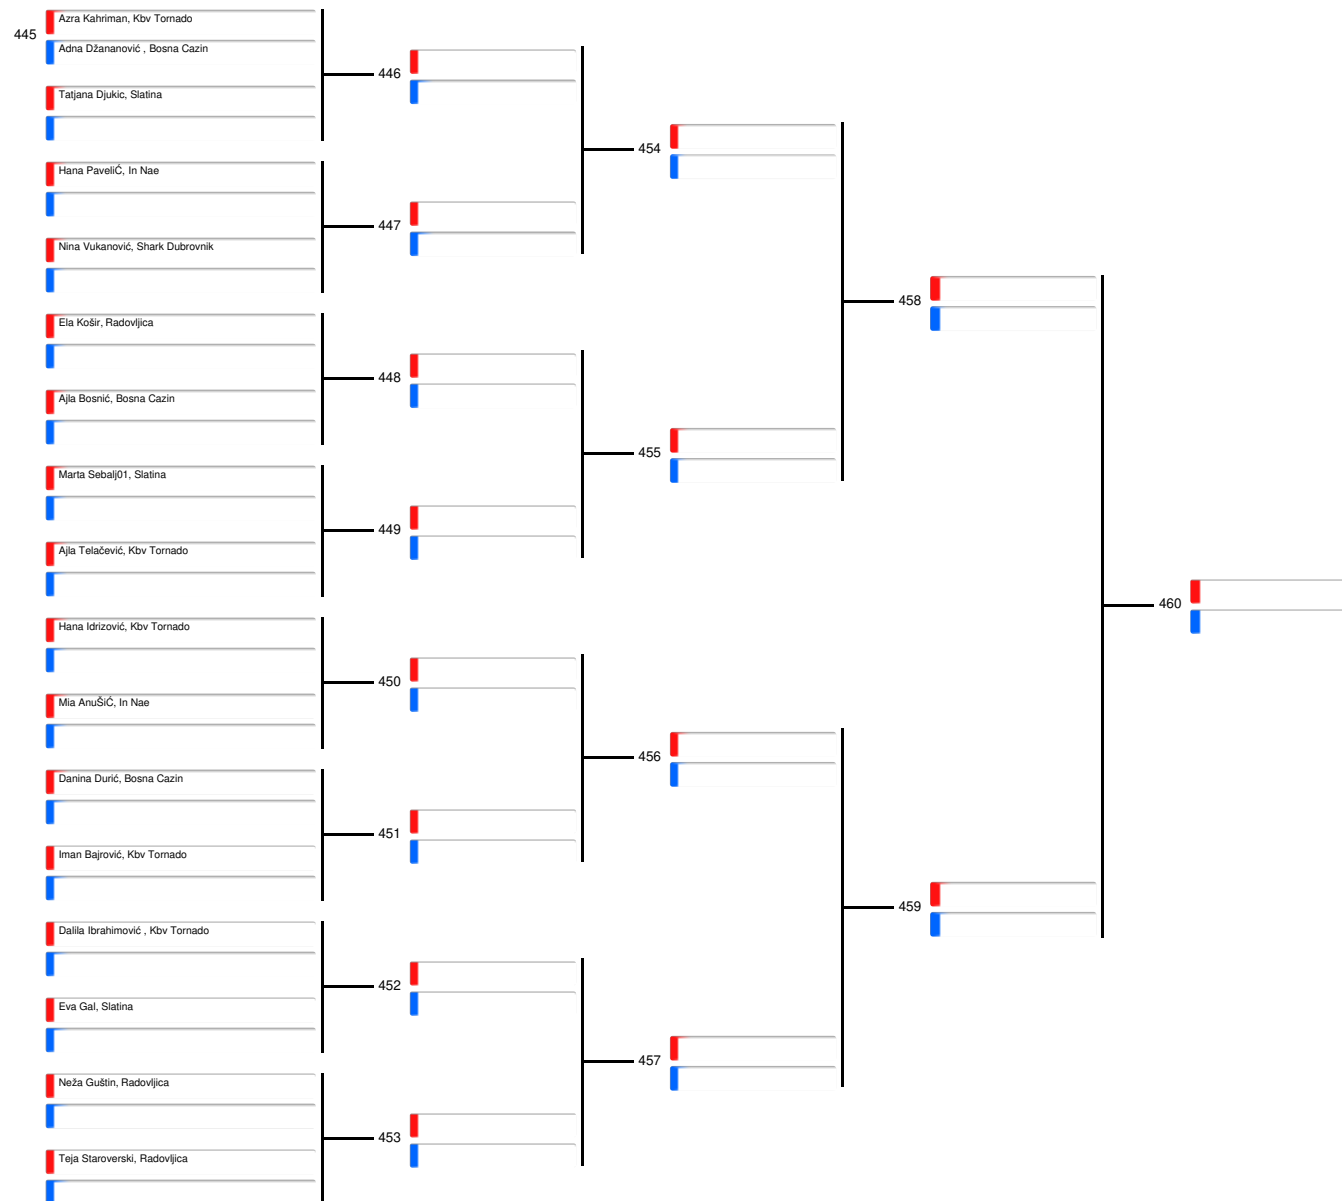 445
Azra Kahriman, Kbv Tornado
Adna Džananović , Bosna Cazin
446
Tatjana Djukic, Slatina
454
Hana PaveliĆ, In Nae
447
Nina Vukanović, Shark Dubrovnik
458
Ela Košir, Radovljica
448
Ajla Bosnić, Bosna Cazin
455
Marta Sebalj01, Slatina
449
Ajla Telačević, Kbv Tornado
460
Hana Idrizović, Kbv Tornado
450
Mia AnuŠiĆ, In Nae
456
Danina Durić, Bosna Cazin
451
Iman Bajrović, Kbv Tornado
459
Dalila Ibrahimović , Kbv Tornado
452
Eva Gal, Slatina
457
Neža Guštin, Radovljica
453
Teja Staroverski, Radovljica